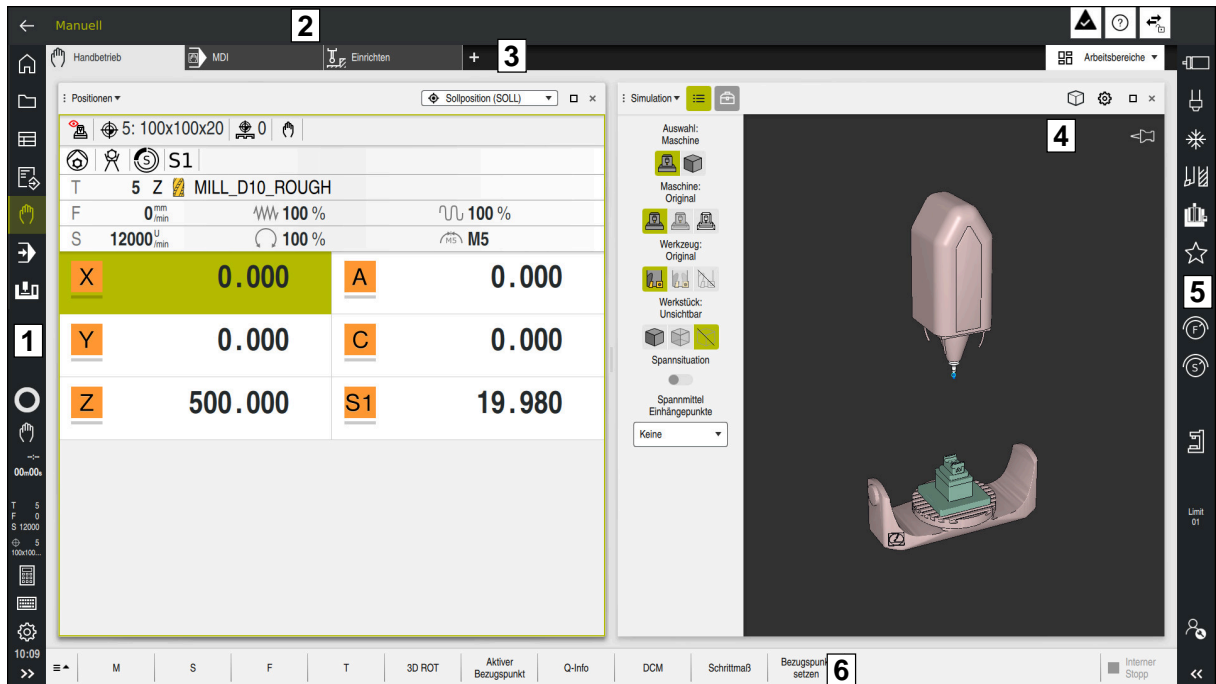 Manuell
2
Handbetrieb
MDI
Einrichten
+
3
Arbeitsbereiche
Positionen
Sollposition (SOLL)
5: 100x100x20
0
S
S1
T 5 Z MILL_D10_ROUGH
F 0 mm/min 100 % 100 %
S 12000 U/min 100 % M5 M5
X 0.000
A 0.000
Y 0.000
C 0.000
Z 500.000
S1 19.980
Simulation
4
Auswahl:
Maschine
Maschine:
Original
Werkzeug:
Original
Werkstück:
Unsichtbar
Spannsituation
Spannmittel
Einhängepunkte
Keine
1
--:--
00m00s
T 5
F 0
S 12000
5
100x100...
10:09
5
F
S
Limit
01
M
S
F
T
3D ROT
Aktiver
Bezugspunkt
Q-Info
DCM
Schrittmaß
setzen
6
Interner
Stopp